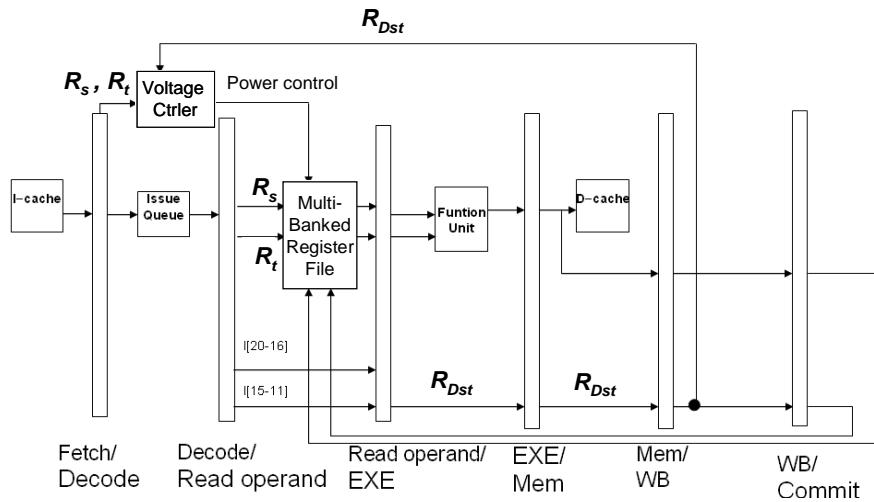 R_Dst
R_s , R_t
Voltage
Ctrler
Power control
I-cache
Issue
Queue
R_s
R_t
Multi-
Banked
Register
File
Funtion
Unit
D-cache
I[20-16]
I[15-11]
R_Dst
R_Dst
Fetch/
Decode
Decode/
Read operand
Read operand/
EXE
EXE/
Mem
Mem/
WB
WB/
Commit